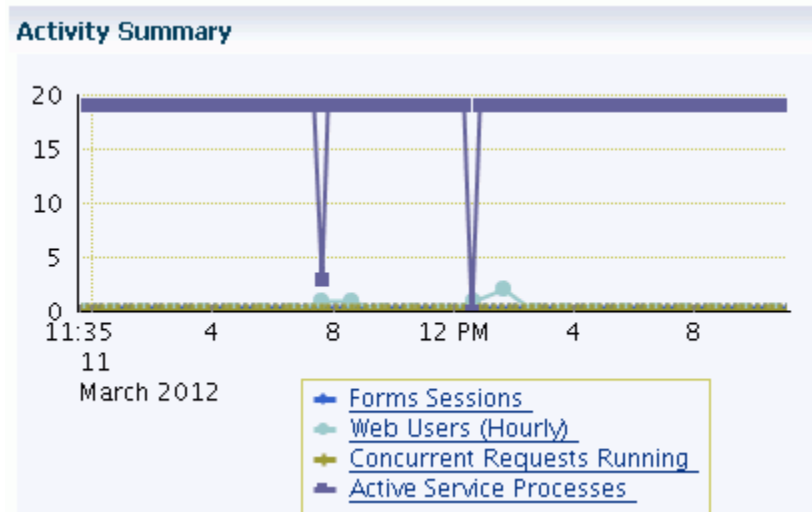 Activity Summary
20
15
10
5
0
11:35 4 8 12 PM 4 8
11
March 2012
Forms Sessions
Web Users (Hourly)
Concurrent Requests Running
Active Service Processes